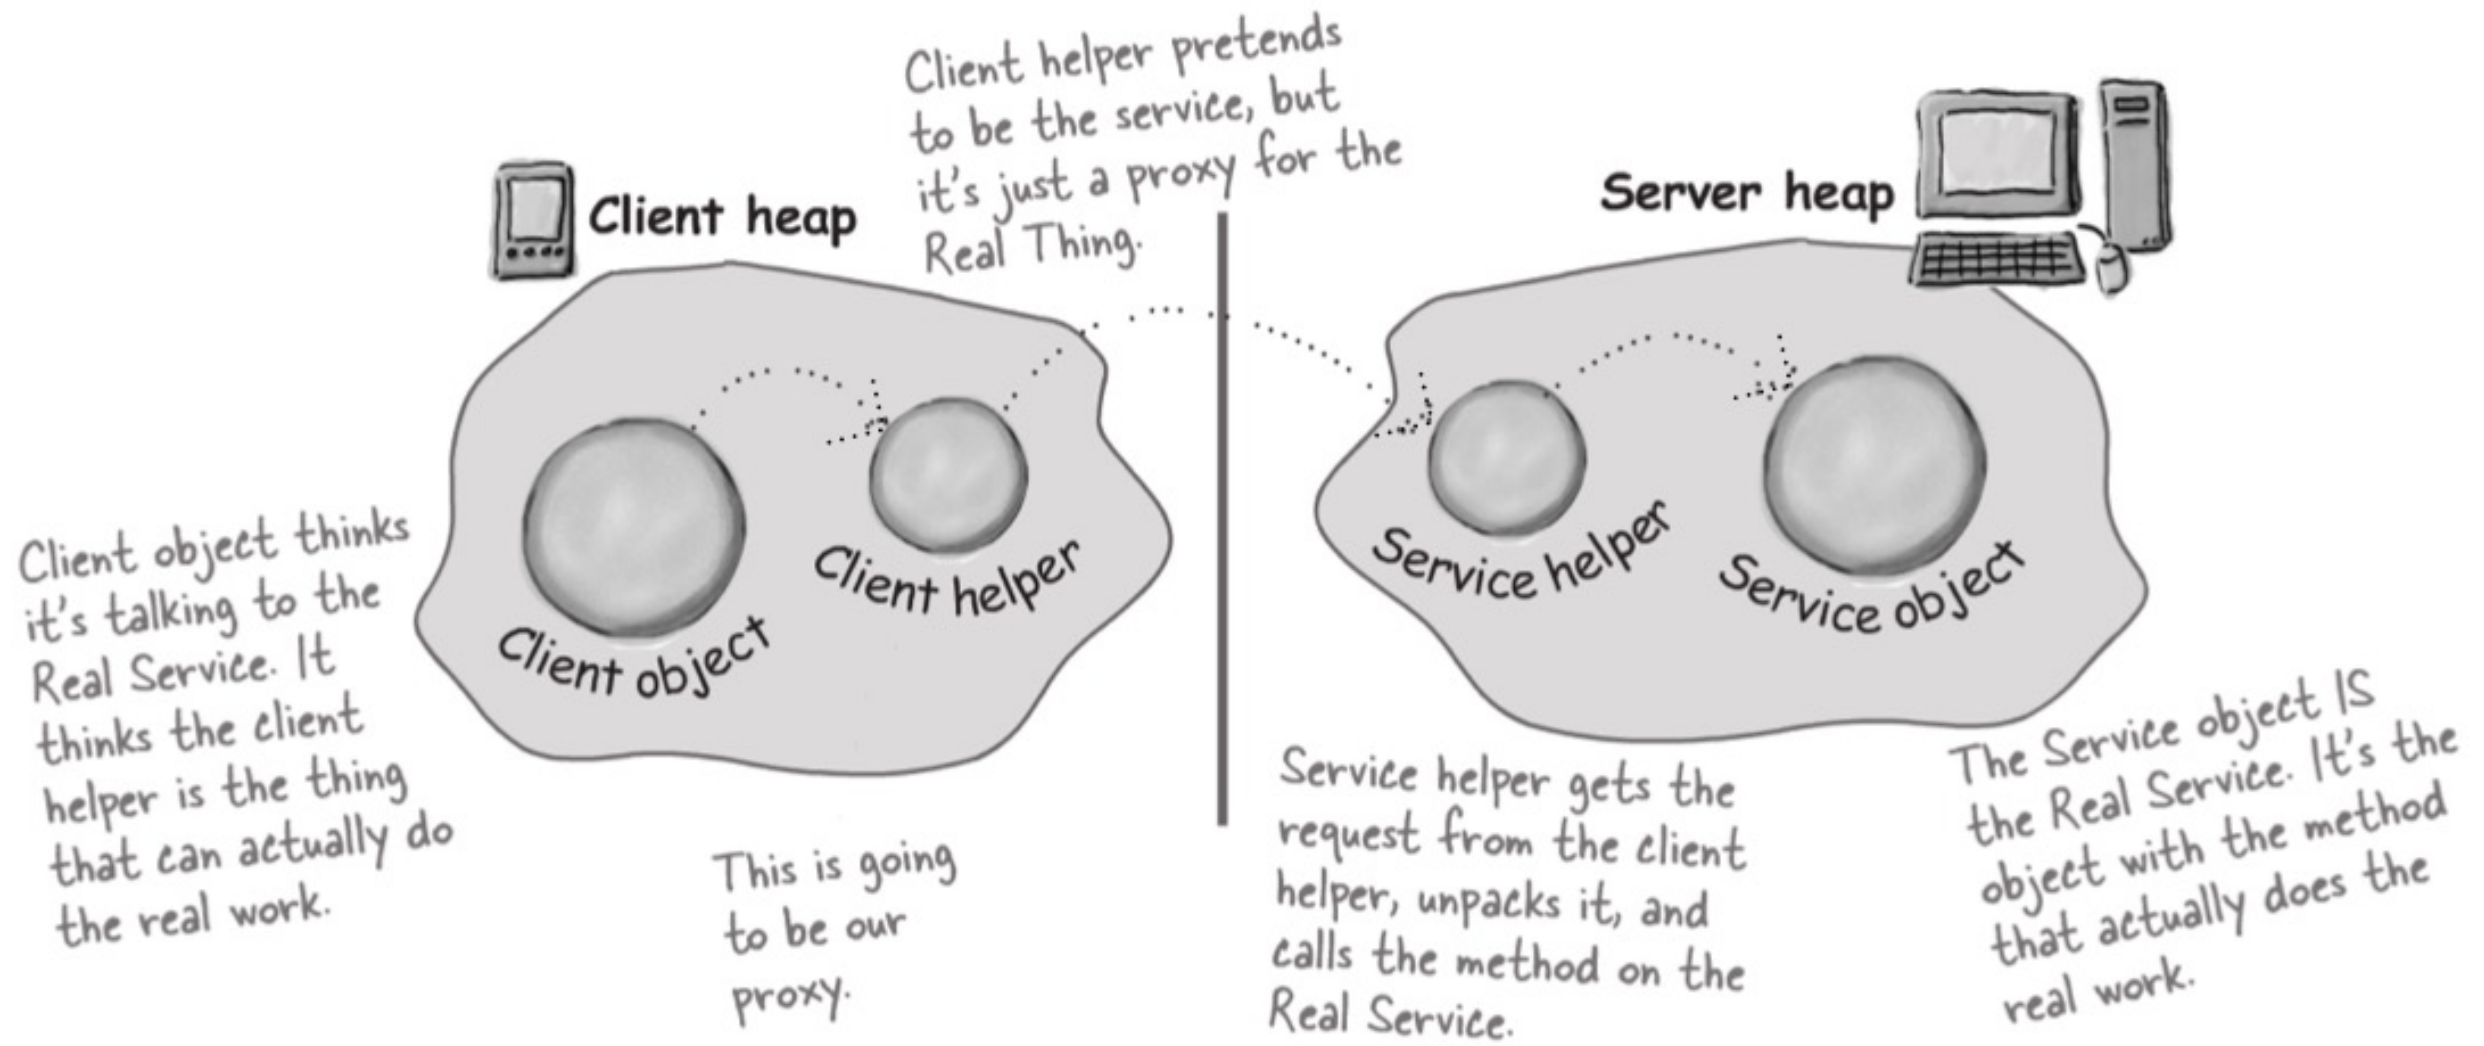 Client helper pretends
to be the service, but
it's just a proxy for the
Real Thing.
Client heap
Server heap
Client object
Client helper
Service helper
Service object
Client object thinks
it's talking to the
Real Service. It
thinks the client
helper is the thing
that can actually do
the real work.
This is going
to be our
proxy.
Service helper gets the
request from the client
helper, unpacks it, and
calls the method on the
Real Service.
The Service object IS
the Real Service. It's the
object with the method
that actually does the
real work.